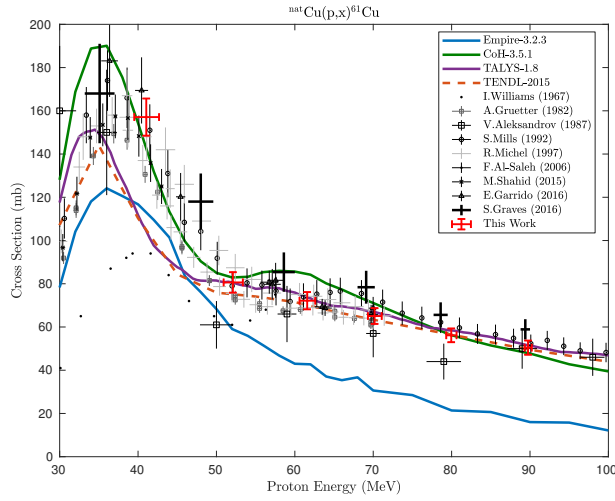 natCu(p,x)61Cu
Cross Section (mb)
200
180
160
140
120
100
80
60
40
20
0
Empire-3.2.3
CoH-3.5.1
TALYS-1.8
TENDL-2015
I.Williams (1967)
A.Gruetter (1982)
V.Aleksandrov (1987)
S.Mills (1992)
R.Michel (1997)
F.Al-Saleh (2006)
M.Shahid (2015)
E.Garrido (2016)
S.Graves (2016)
This Work
30 40 50 60 70 80 90 100
Proton Energy (MeV)